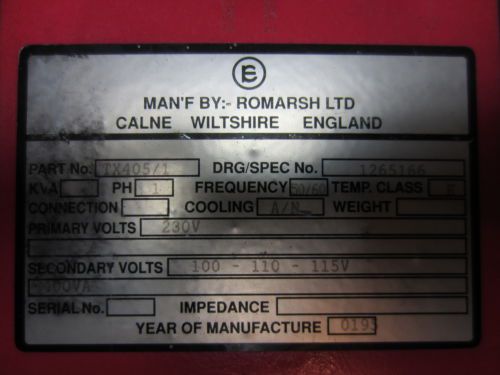 MAN'F BY:- ROMARSH LTD
CALNE WILTSHIRE ENGLAND
PART No. TX405/1 DRG/SPEC No. 1265166
KVA PH 1 FREQUENCY 50/60 TEMP. CLASS F
CONNECTION COOLING A/N WEIGHT
PRIMARY VOLTS 230V
SECONDARY VOLTS 100 - 110 - 115V
SERIAL No. IMPEDANCE
YEAR OF MANUFACTURE 0193